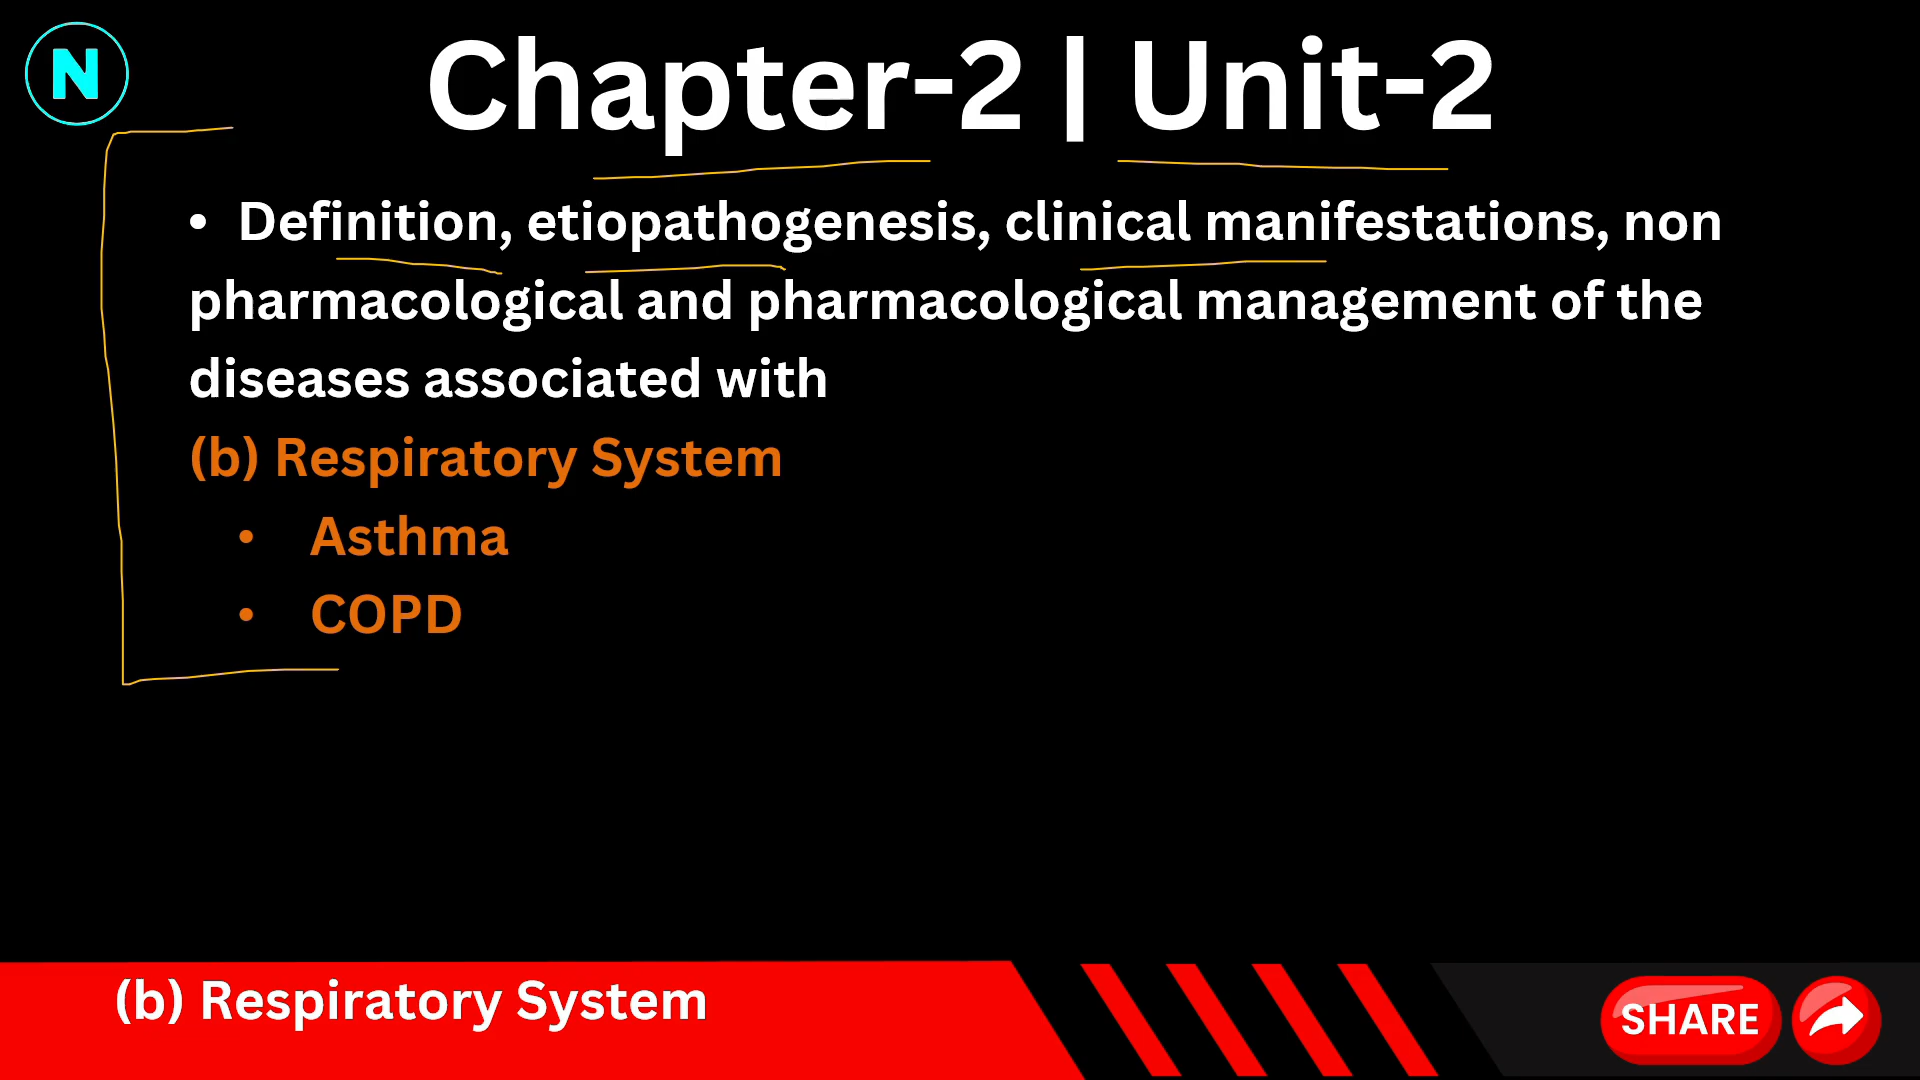 N
Chapter-2 | Unit-2
• Definition, etiopathogenesis, clinical manifestations, non
pharmacological and pharmacological management of the
diseases associated with
(b) Respiratory System
• Asthma
• COPD
(b) Respiratory System
SHARE